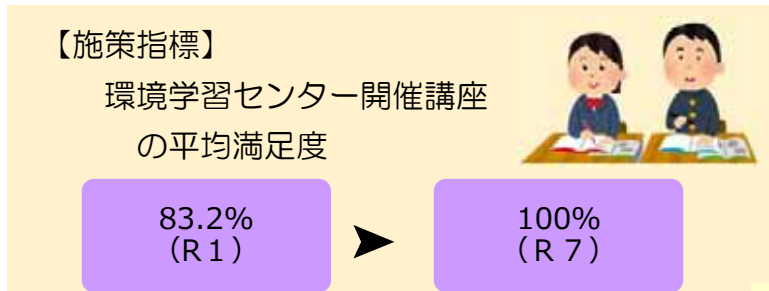 【施策指標】
環境学習センター開催講座
の平均満足度
83.2%
（R１）
100%
（R７）